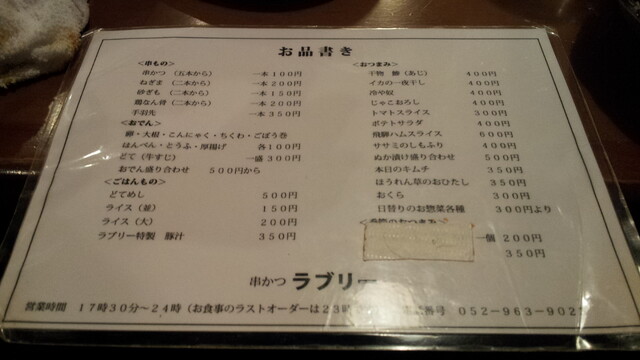 お品書き
<串もの>
串かつ (五本から) 一本100円
ねぎま (二本から) 一本200円
砂ぎも (二本から) 一本150円
鶏なん骨 (二本から) 一本200円
手羽先 一本350円
<おでん>
卵・大根・こんにゃく・ちくわ・ごぼう巻
はんぺん・とうふ・厚揚げ 各100円
どて (牛すじ) 一盛300円
おでん盛り合わせ 500円から
<ごはんもの>
どてめし 500円
ライス (並) 150円
ライス (大) 200円
ラブリー特製 豚汁 350円
<おつまみ>
干物 鯵 (あじ) 400円
イカの一夜干し 400円
冷や奴 400円
じゃこおろし 400円
トマトスライス 300円
ポテトサラダ 400円
飛騨ハムスライス 600円
ササミのしもふり 400円
ぬか漬け盛り合わせ 500円
本日のキムチ 350円
ほうれん草のおひたし 350円
おくら 300円
日替りのお惣菜各種 300円より
のおつまみ
一個 200円
350円
串かつ ラブリー
営業時間 17時30分~24時 (お食事のラストオーダーは23時 番号 052-963-902